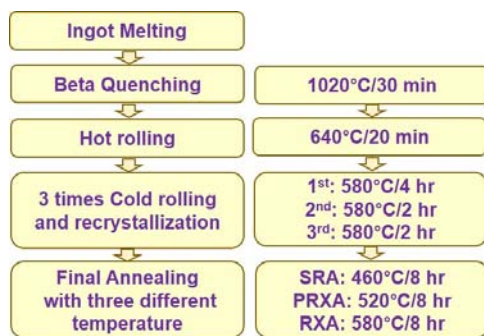 Ingot Melting
Beta Quenching
1020°C/30 min
Hot rolling
640°C/20 min
3 times Cold rolling
and recrystallization
1st: 580°C/4 hr
2nd: 580°C/2 hr
3rd: 580°C/2 hr
Final Annealing
with three different
temperature
SRA: 460°C/8 hr
PRXA: 520°C/8 hr
RXA: 580°C/8 hr